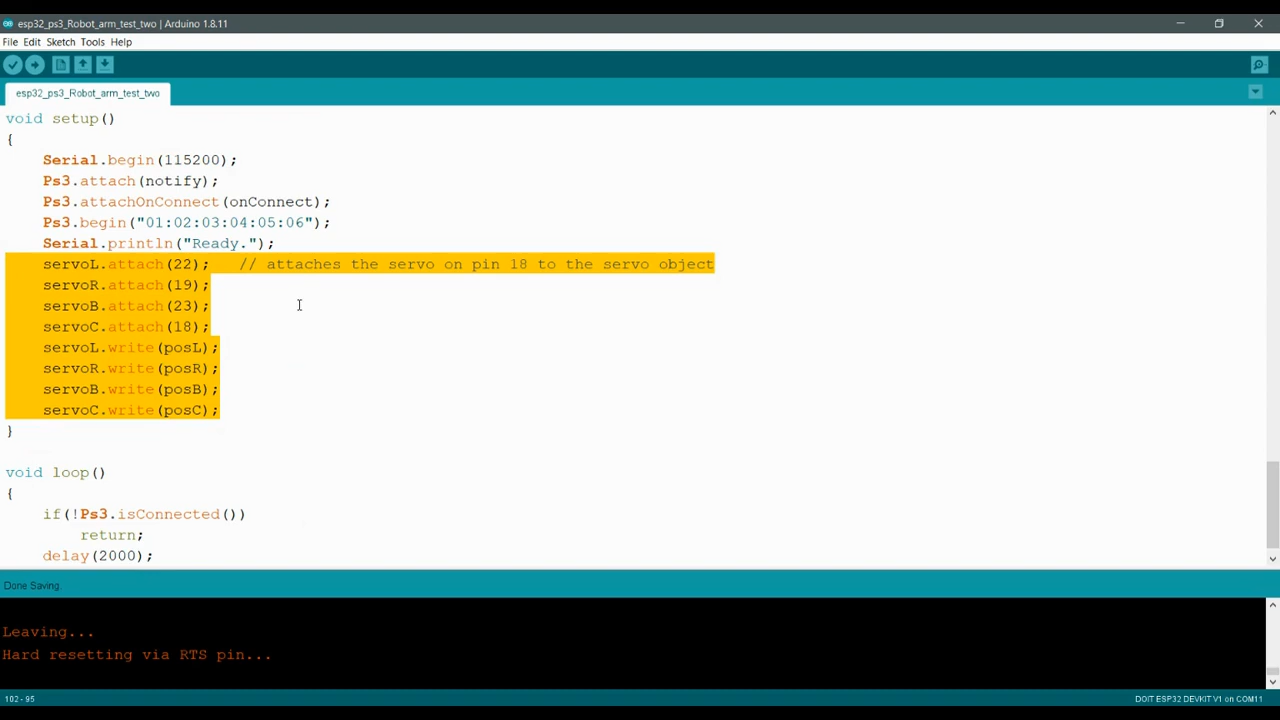 esp32_ps3_Robot_arm_test_two | Arduino 1.8.11
File Edit Sketch Tools Help
esp32_ps3_Robot_arm_test_two
void setup()
{
Serial.begin(115200);
Ps3.attach(notify);
Ps3.attachOnConnect(onConnect);
Ps3.begin("01:02:03:04:05:06");
Serial.println("Ready.");
servoL.attach(22);   // attaches the servo on pin 18 to the servo object
servoR.attach(19);
servoB.attach(23);
servoC.attach(18);
servoL.write(posL);
servoR.write(posR);
servoB.write(posB);
servoC.write(posC);
}
void loop()
{
if(!Ps3.isConnected())
return;
delay(2000);
Done Saving.
Leaving...
Hard resetting via RTS pin...
102 - 95
DOIT ESP32 DEVKIT V1 on COM11